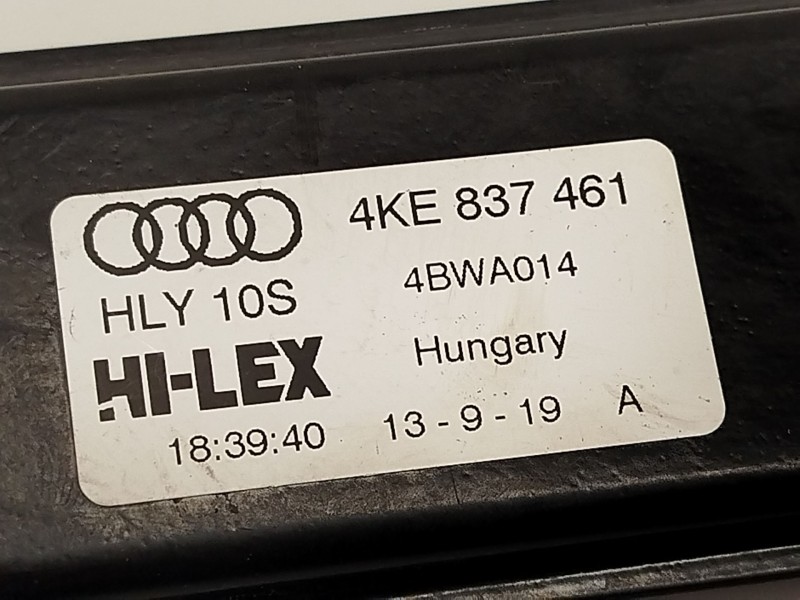 4KE 837 461
4BWA014
HLY 10S
Hungary
HI-LEX
18:39:40 13 - 9 - 19 A